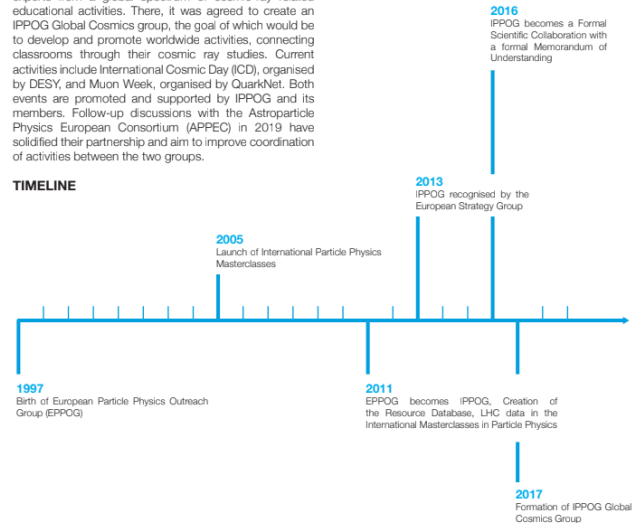 educational activities. There, it was agreed to create an
IPPOG Global Cosmics group, the goal of which would be
to develop and promote worldwide activities, connecting
classrooms through their cosmic ray studies. Current
activities include International Cosmic Day (ICD), organised
by DESY, and Muon Week, organised by QuarkNet. Both
events are promoted and supported by IPPOG and its
members. Follow-up discussions with the Astroparticle
Physics European Consortium (APPEC) in 2019 have
solidified their partnership and aim to improve coordination
of activities between the two groups.
TIMELINE
2016
IPPOG becomes a Formal
Scientific Collaboration with
a formal Memorandum of
Understanding
2013
IPPOG recognised by the
European Strategy Group
2005
Launch of International Particle Physics
Masterclasses
1997
Birth of European Particle Physics Outreach
Group (EPPOG)
2011
EPPOG becomes IPPOG, Creation of
the Resource Database, LHC data in the
International Masterclasses in Particle Physics
2017
Formation of IPPOG Global
Cosmics Group